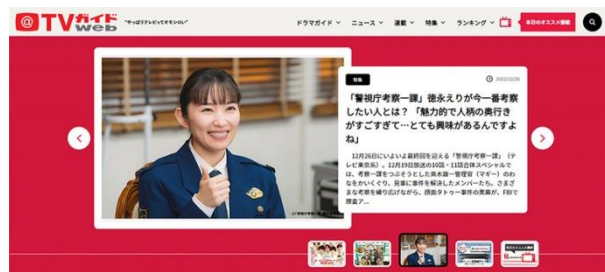 @TVガイドWeb
"やっぱりテレビってオモシロい"
ドラマガイド
ニュース
連載
特集
ランキング
本日のオススメ番組
特集
2022/12/26
「警視庁考察一課」徳永えりが今一番考察
したい人とは？ 「魅力的で人柄の奥行き
がすごすぎて…とても興味があるんですよ
ね」
12月26日にいよいよ最終回を迎える「警視庁考察一課」（テ
レビ東京系）。12月19日放送の10話・11話合体スペシャルで
は、考察一課をつぶそうとした真木雄一管理官（マギー）のわ
なをかいくぐり、見事に事件を解決したメンバーたち。さまざ
まな考察を繰り広げながら、顔面タトゥー事件の黒幕が、FBIで
捜査ア...